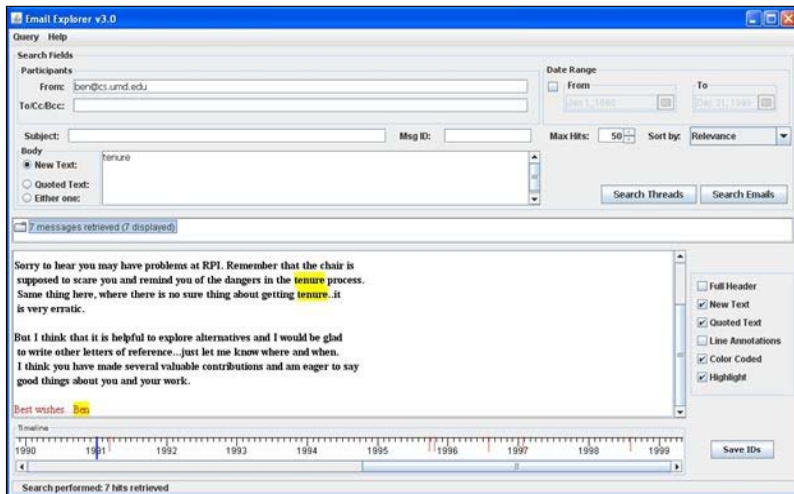 Email Explorer v3.0
Query Help
Search Fields
Participants
From: ben@cs.umd.edu
To/Cc/Bcc:
Date Range
From To
Jan 1, 1980 Dec 31, 1999
Subject: Msg ID: Max Hits: 50 Sort by: Relevance
Body
New Text: tenure
Quoted Text:
Either one:
Search Threads Search Emails
7 messages retrieved (7 displayed)
Sorry to hear you may have problems at RPI. Remember that the chair is
supposed to scare you and remind you of the dangers in the tenure process.
Same thing here, where there is no sure thing about getting tenure..it
is very erratic.
But I think that it is helpful to explore alternatives and I would be glad
to write other letters of reference...just let me know where and when.
I think you have made several valuable contributions and am eager to say
good things about you and your work.
Best wishes.. Ben
Full Header
New Text
Quoted Text
Line Annotations
Color Coded
Highlight
Timeline
1990 1991 1992 1993 1994 1995 1996 1997 1998 1999
Save IDs
Search performed: 7 hits retrieved